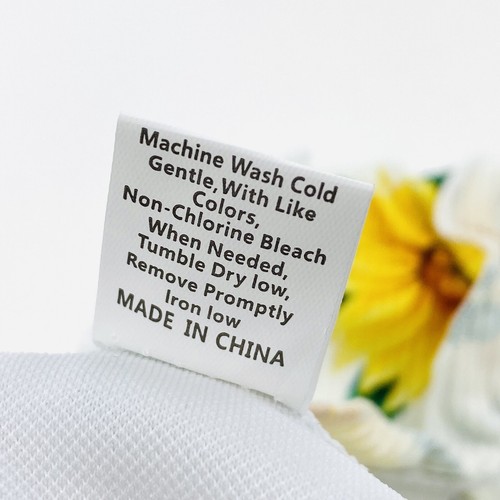 Machine Wash Cold
Gentle,With Like
Colors,
Non-Chlorine Bleach
When Needed,
Tumble Dry low,
Remove Promptly
Iron low
MADE IN CHINA